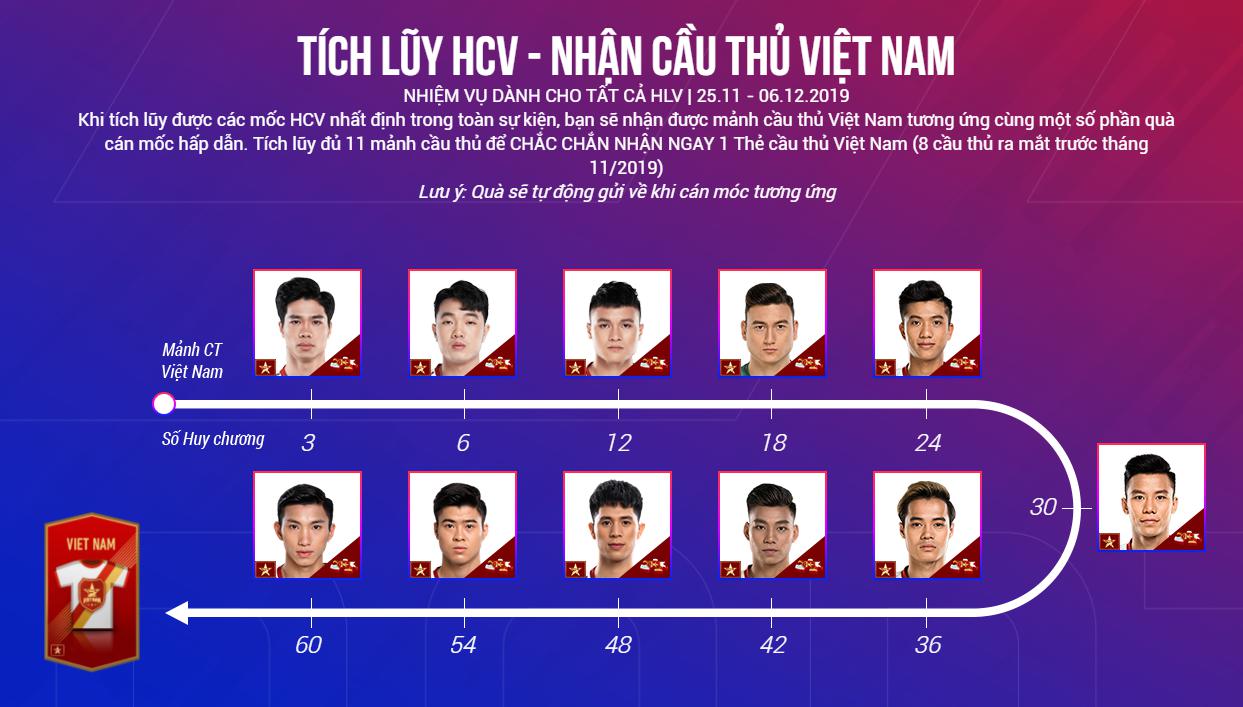 TÍCH LŨY HCV - NHẬN CẦU THỦ VIỆT NAM
NHIỆM VỤ DÀNH CHO TẤT CẢ HLV | 25.11 - 06.12.2019
Khi tích lũy được các mốc HCV nhất định trong toàn sự kiện, bạn sẽ nhận được mảnh cầu thủ Việt Nam tương ứng cùng một số phần quà
cán mốc hấp dẫn. Tích lũy đủ 11 mảnh cầu thủ để CHẮC CHẮN NHẬN NGAY 1 Thẻ cầu thủ Việt Nam (8 cầu thủ ra mắt trước tháng
11/2019)
Lưu ý: Quà sẽ tự động gửi về khi cán móc tương ứng
Mảnh CT
Việt Nam
Số Huy chương
3
6
12
18
24
30
VIET NAM
60
54
48
42
36